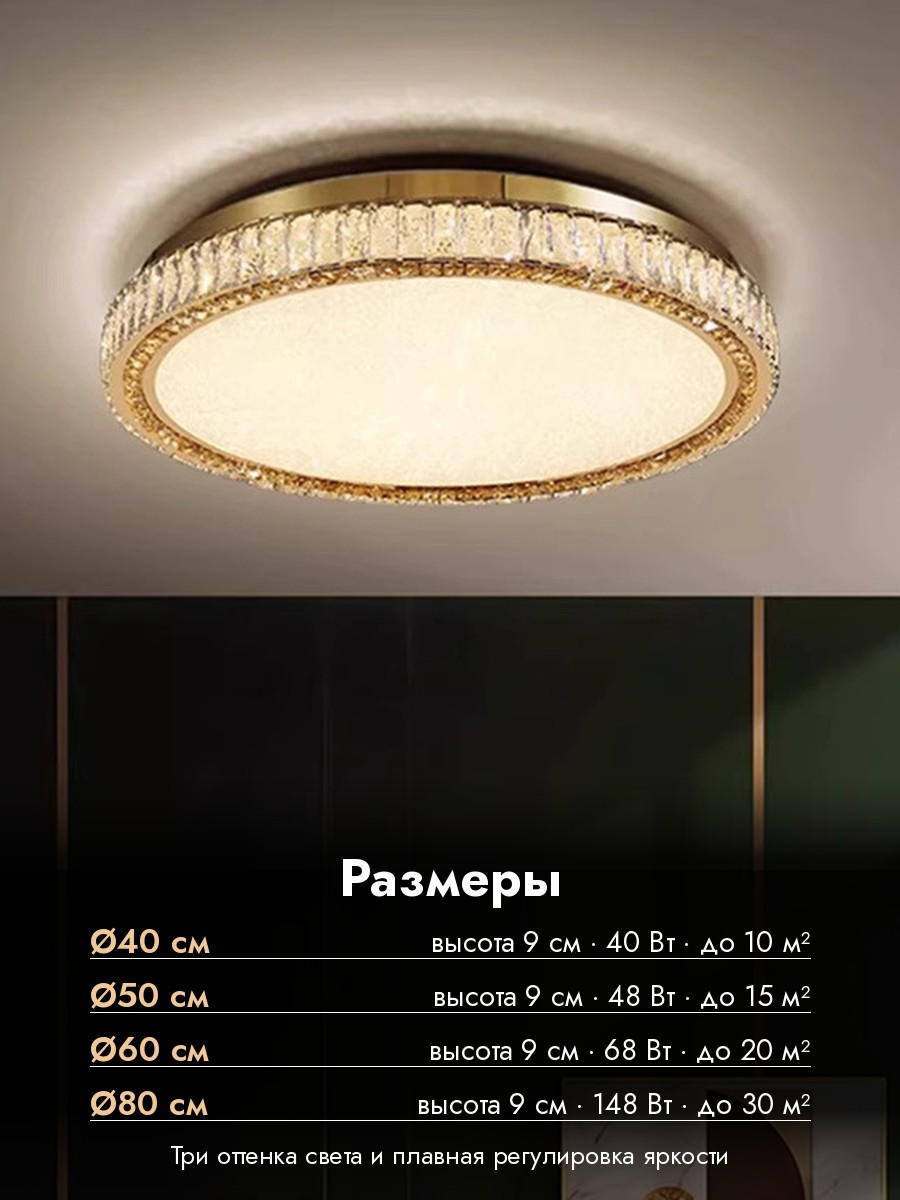 Размеры
Ø40 см высота 9 см · 40 Вт · до 10 м²
Ø50 см высота 9 см · 48 Вт · до 15 м²
Ø60 см высота 9 см · 68 Вт · до 20 м²
Ø80 см высота 9 см · 148 Вт · до 30 м²
Три оттенка света и плавная регулировка яркости